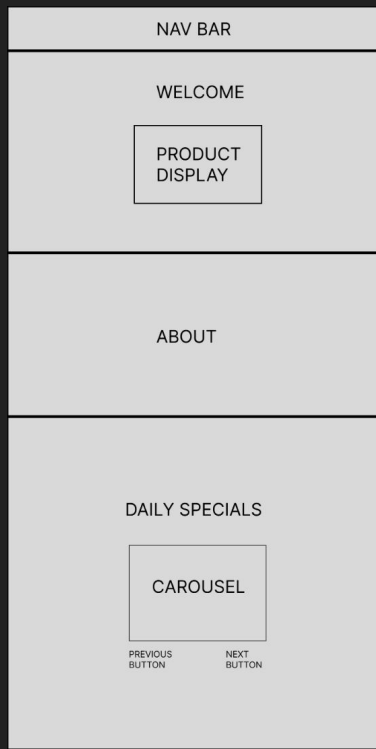 NAV BAR
WELCOME
PRODUCT
DISPLAY
ABOUT
DAILY SPECIALS
CAROUSEL
PREVIOUS
BUTTON
NEXT
BUTTON